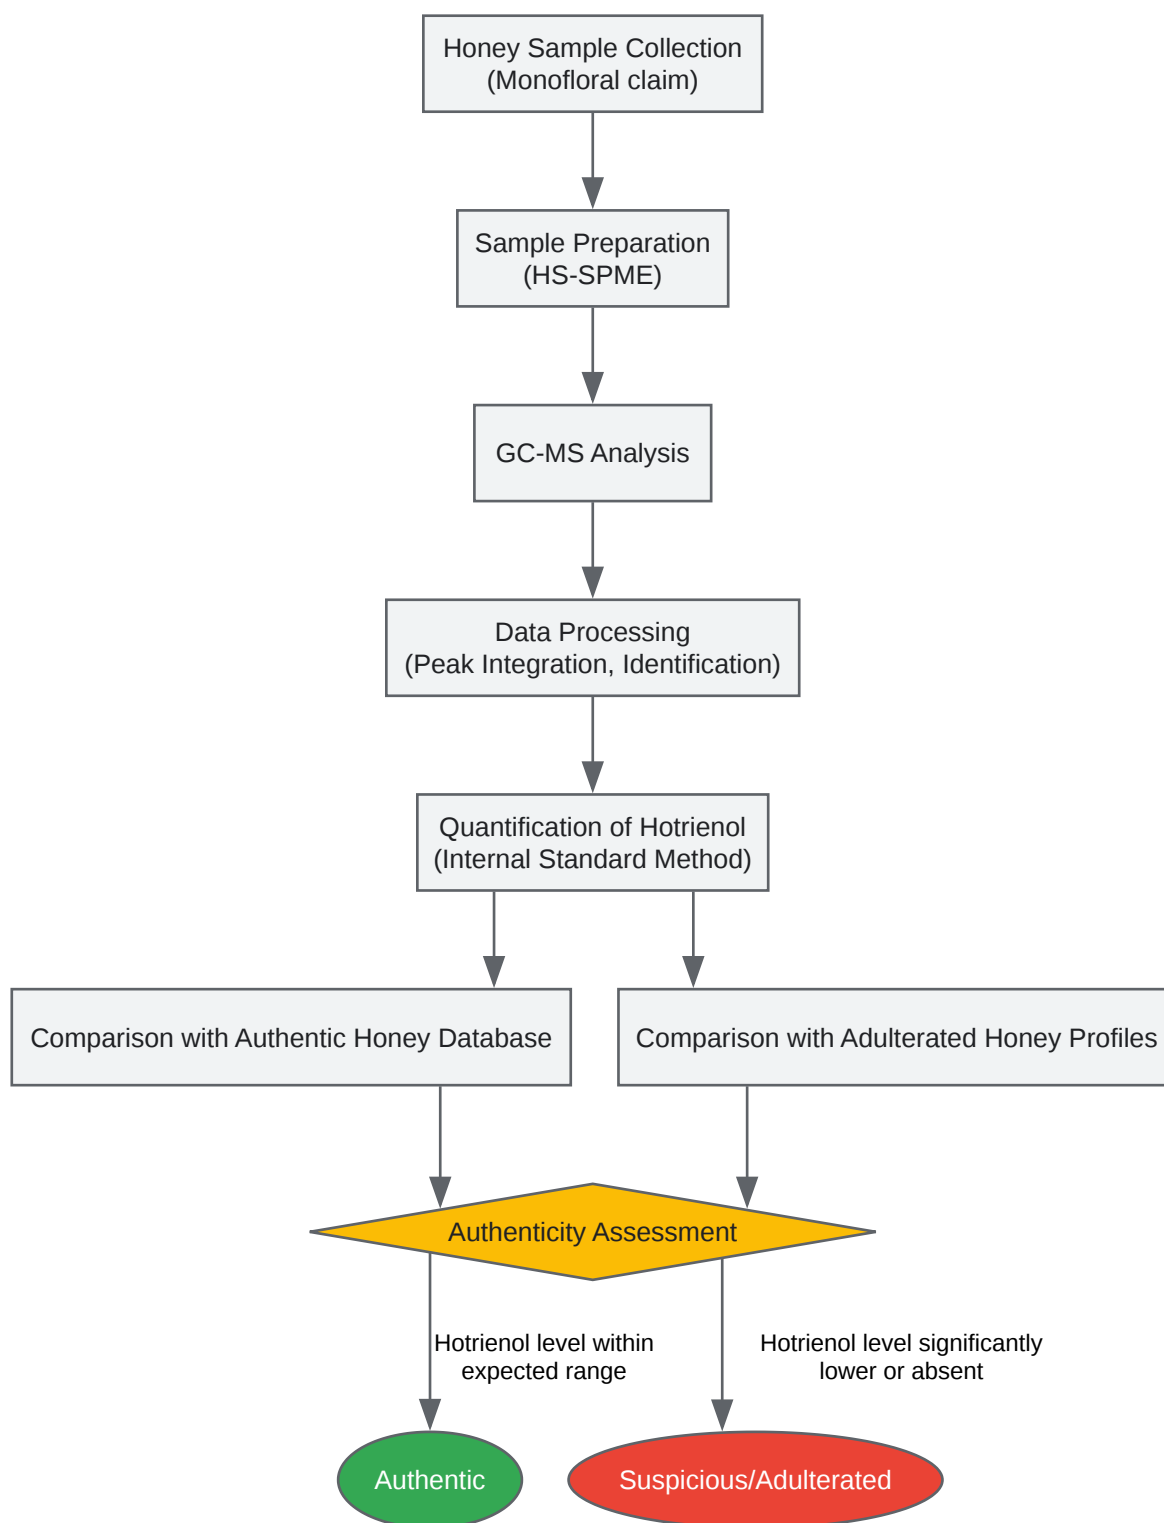 Honey Sample Collection
(Monofloral claim)
Sample Preparation
(HS-SPME)
GC-MS Analysis
Data Processing
(Peak Integration, Identification)
Quantification of Hotrienol
(Internal Standard Method)
Comparison with Authentic Honey Database
Comparison with Adulterated Honey Profiles
Authenticity Assessment
Hotrienol level within
expected range
Hotrienol level significantly
lower or absent
Authentic
Suspicious/Adulterated